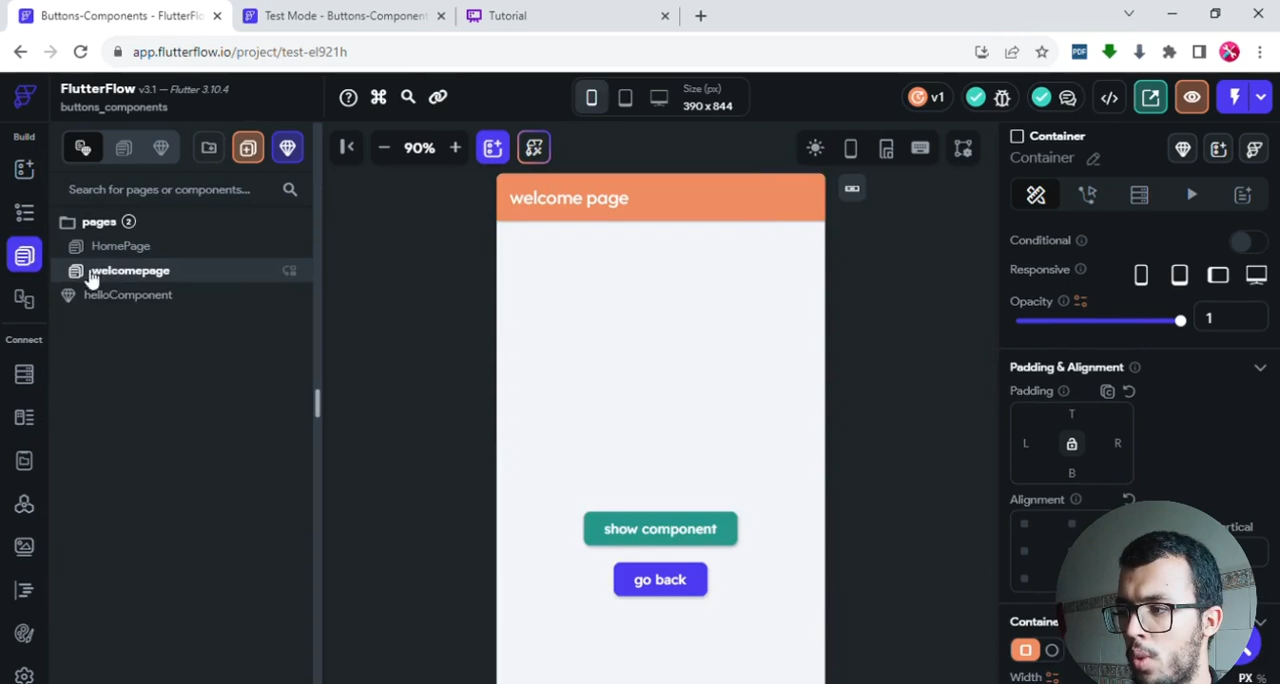 Buttons-Components - FlutterFl
Test Mode - Buttons-Component
Tutorial
app.flutterflow.io/project/test-el921h
PDF
FlutterFlow v3.1 — Flutter 3.10.4
buttons_components
Size (px)
390 x 844
v1
Build
90%
Container
Container
Search for pages or components...
pages 2
HomePage
welcomepage
helloComponent
Connect
welcome page
show component
go back
Conditional
Responsive
Opacity
1
Padding & Alignment
Padding
T
L
R
B
Alignment
rtical
Containe
Width
PX %